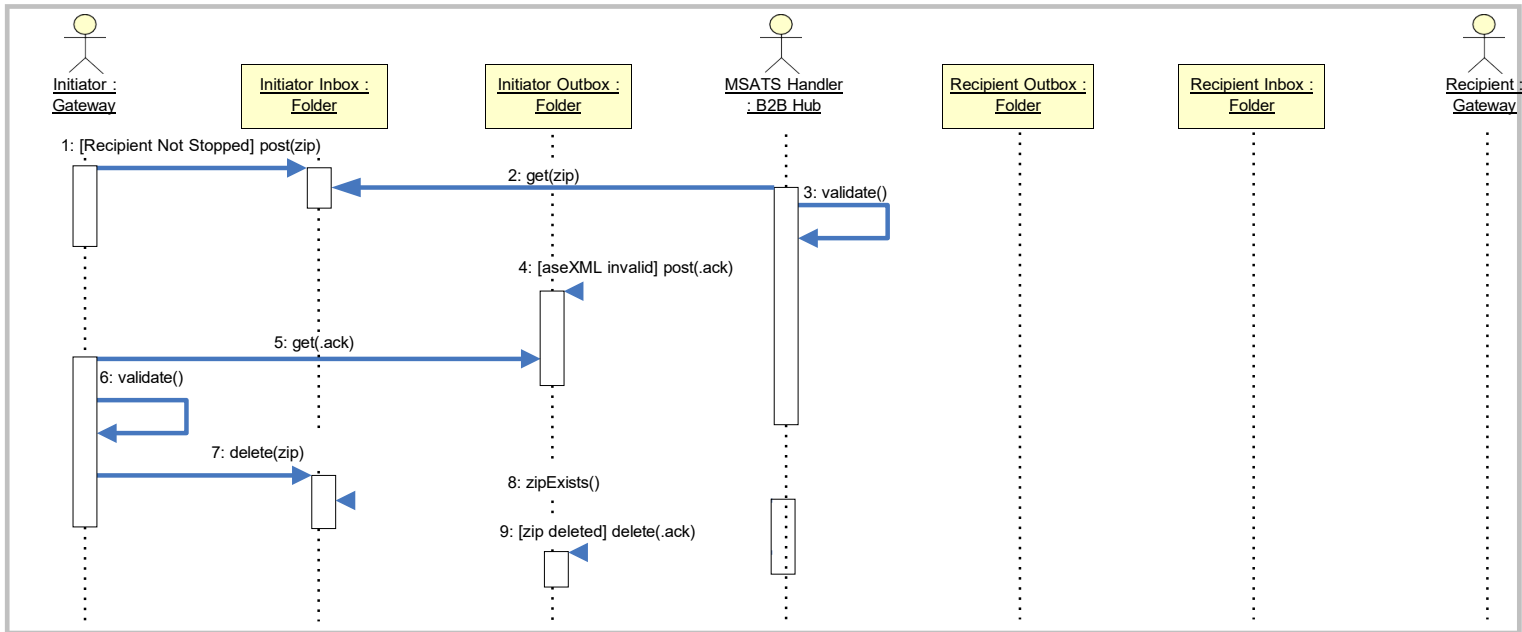 Initiator :
Gateway
Initiator Inbox :
Folder
Initiator Outbox :
Folder
MSATS Handler
: B2B Hub
Recipient Outbox :
Folder
Recipient Inbox :
Folder
Recipient :
Gateway
1: [Recipient Not Stopped] post(zip)
2: get(zip)
3: validate()
4: [aseXML invalid] post(.ack)
5: get(.ack)
6: validate()
7: delete(zip)
8: zipExists()
9: [zip deleted] delete(.ack)